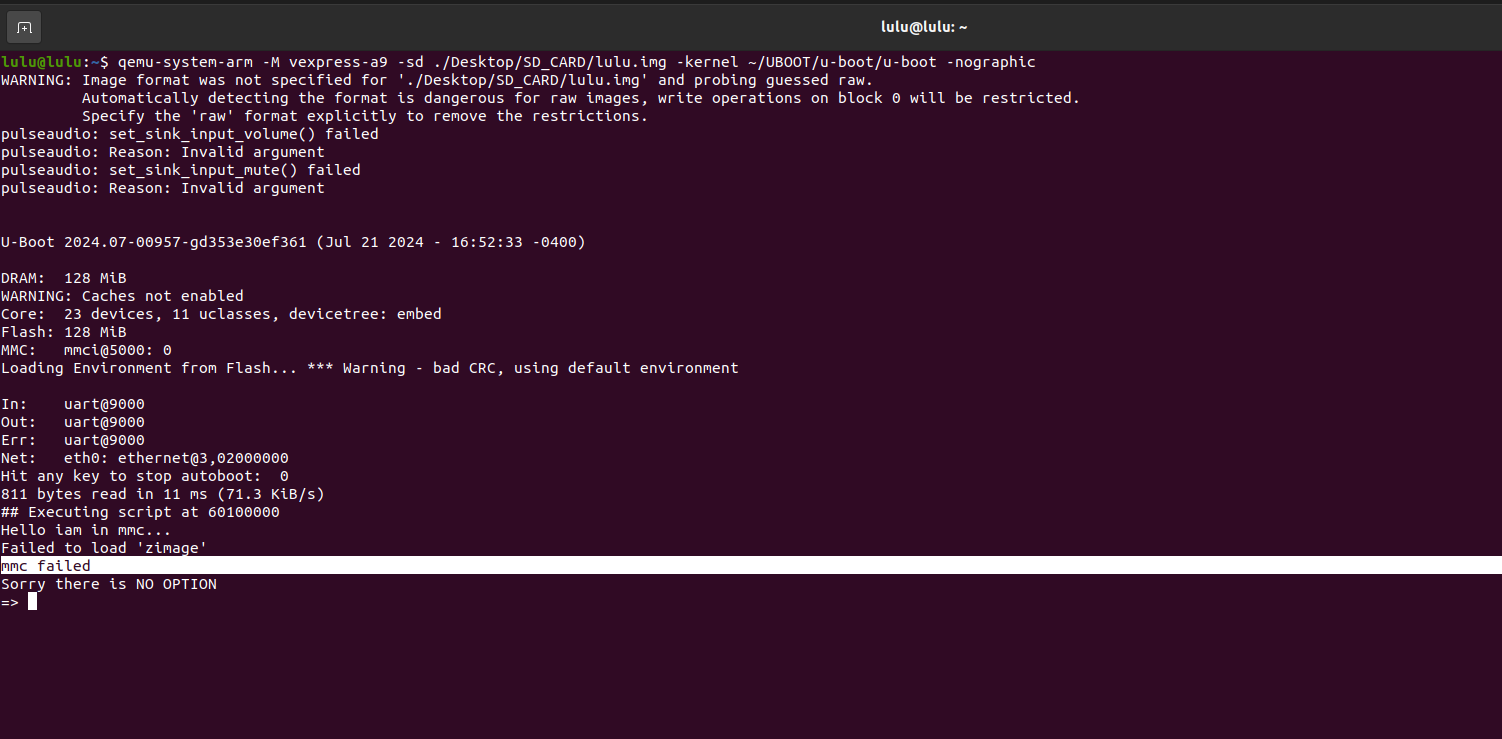 lulu@lulu: ~
lulu@lulu:~$ qemu-system-arm -M vexpress-a9 -sd ./Desktop/SD_CARD/lulu.img -kernel ~/UBOOT/u-boot/u-boot -nographic
WARNING: Image format was not specified for './Desktop/SD_CARD/lulu.img' and probing guessed raw.
         Automatically detecting the format is dangerous for raw images, write operations on block 0 will be restricted.
         Specify the 'raw' format explicitly to remove the restrictions.
pulseaudio: set_sink_input_volume() failed
pulseaudio: Reason: Invalid argument
pulseaudio: set_sink_input_mute() failed
pulseaudio: Reason: Invalid argument
U-Boot 2024.07-00957-gd353e30ef361 (Jul 21 2024 - 16:52:33 -0400)
DRAM:  128 MiB
WARNING: Caches not enabled
Core:  23 devices, 11 uclasses, devicetree: embed
Flash: 128 MiB
MMC:   mmci@5000: 0
Loading Environment from Flash... *** Warning - bad CRC, using default environment
In:    uart@9000
Out:   uart@9000
Err:   uart@9000
Net:   eth0: ethernet@3,02000000
Hit any key to stop autoboot:  0
811 bytes read in 11 ms (71.3 KiB/s)
## Executing script at 60100000
Hello iam in mmc...
Failed to load 'zimage'
mmc failed
Sorry there is NO OPTION
=>